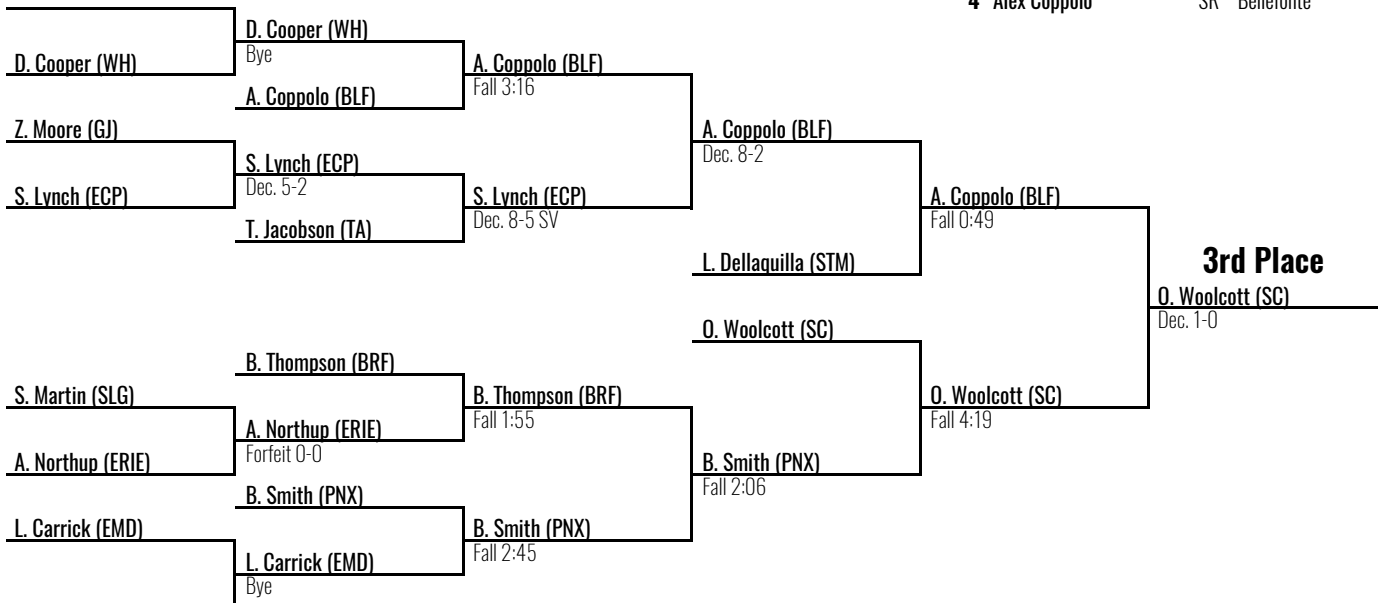 4 Alex Coppolo SR Bellefonte
D. Cooper (WH)
D. Cooper (WH)
Bye
A. Coppolo (BLF)
A. Coppolo (BLF)
Fall 3:16
Z. Moore (GJ)
S. Lynch (ECP)
S. Lynch (ECP)
Dec. 5-2
T. Jacobson (TA)
S. Lynch (ECP)
Dec. 8-5 SV
A. Coppolo (BLF)
Dec. 8-2
L. Dellaquilla (STM)
A. Coppolo (BLF)
Fall 0:49
3rd Place
O. Woolcott (SC)
Dec. 1-0
O. Woolcott (SC)
B. Thompson (BRF)
S. Martin (SLG)
A. Northup (ERIE)
A. Northup (ERIE)
Forfeit 0-0
B. Thompson (BRF)
Fall 1:55
O. Woolcott (SC)
Fall 4:19
B. Smith (PNX)
Fall 2:06
B. Smith (PNX)
L. Carrick (EMD)
L. Carrick (EMD)
Bye
B. Smith (PNX)
Fall 2:45